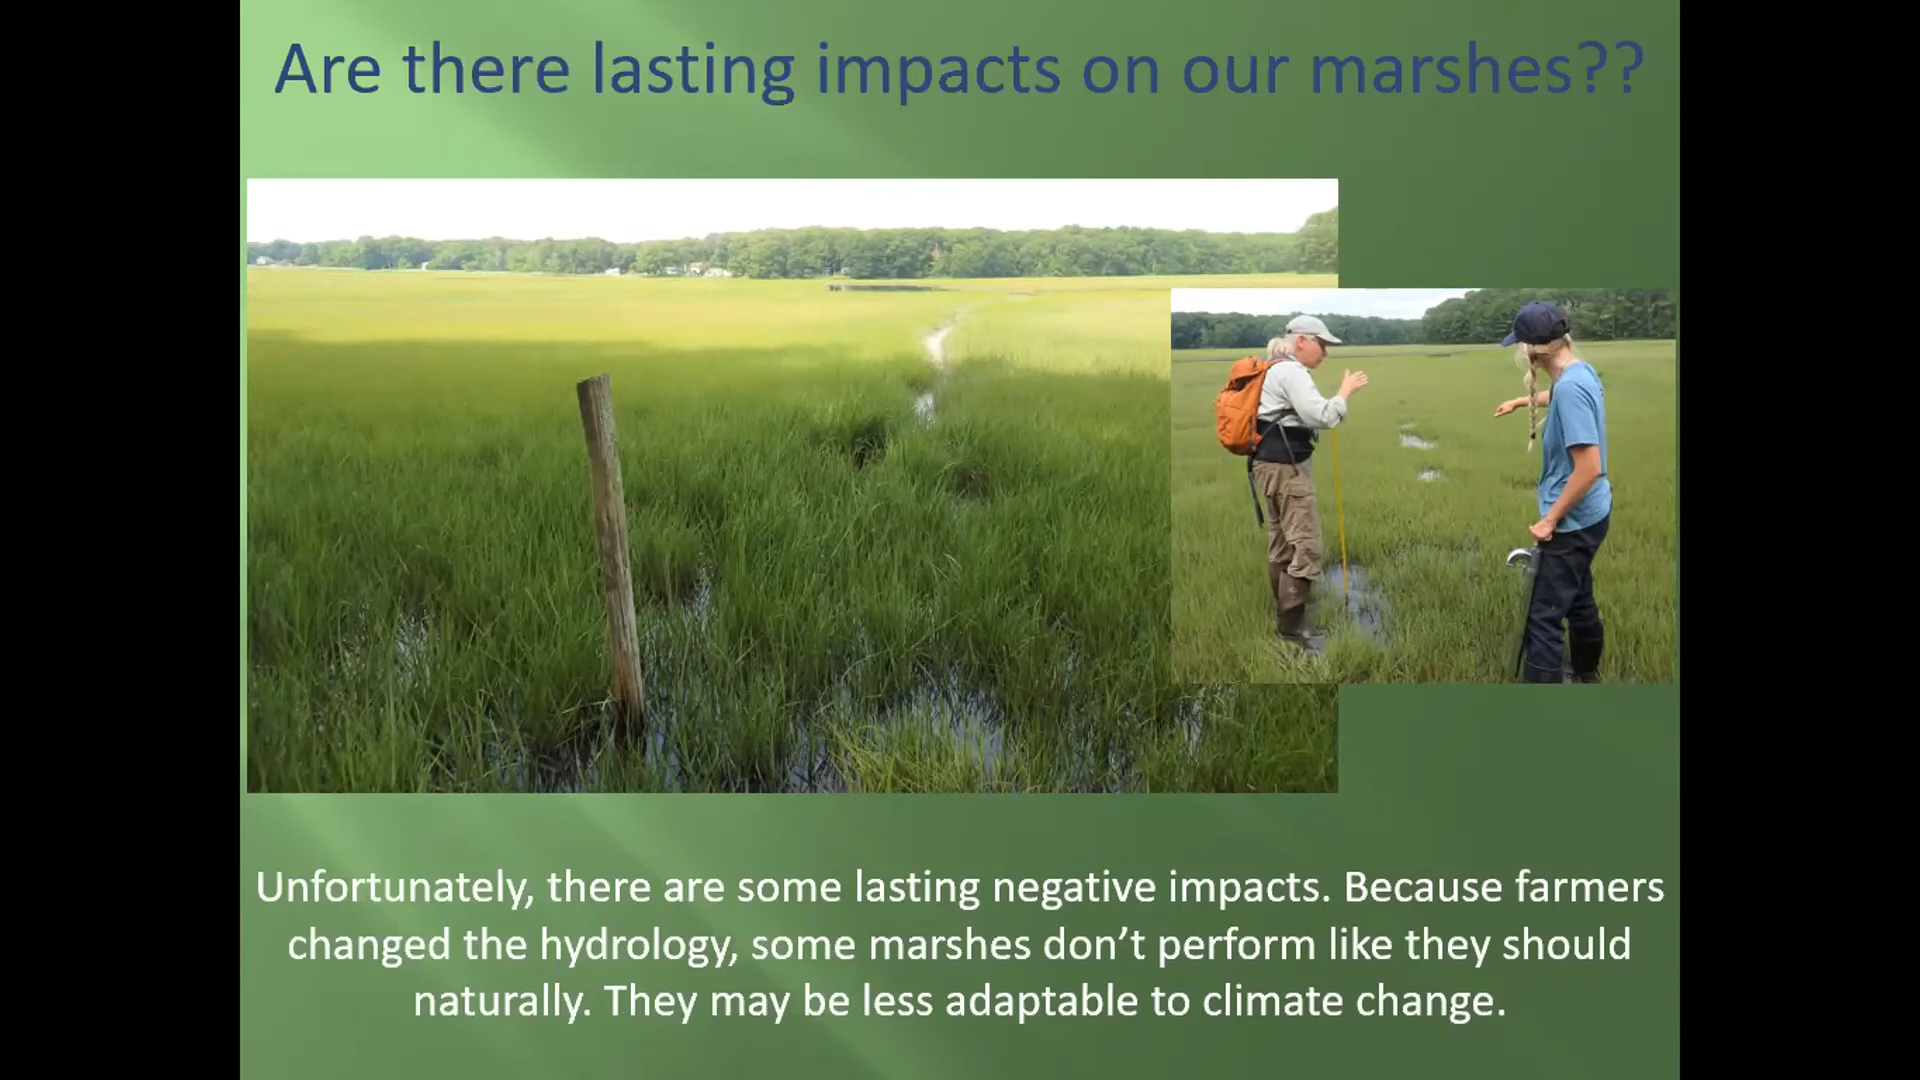 Are there lasting impacts on our marshes??
Unfortunately, there are some lasting negative impacts. Because farmers
changed the hydrology, some marshes don’t perform like they should
naturally. They may be less adaptable to climate change.